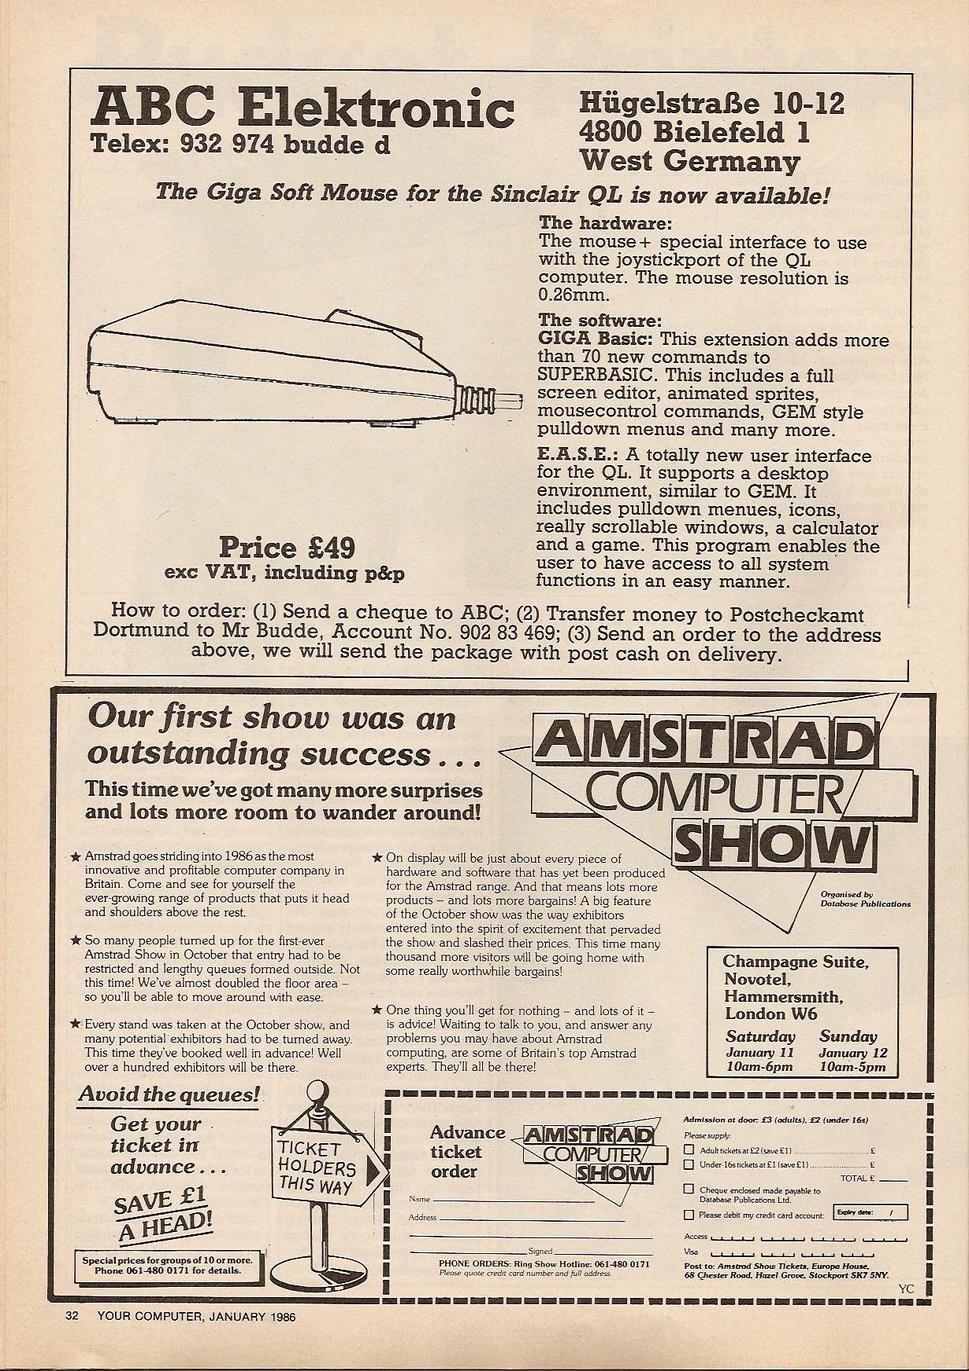 ABC Elektronic
Telex: 932 974 budde d
Hügelstraße 10-12
4800 Bielefeld 1
West Germany
The Giga Soft Mouse for the Sinclair QL is now available!
The hardware:
The mouse+ special interface to use
with the joystickport of the QL
computer. The mouse resolution is
0.26mm.
The software:
GIGA Basic: This extension adds more
than 70 new commands to
SUPERBASIC. This includes a full
screen editor, animated sprites,
mousecontrol commands, GEM style
pulldown menus and many more.
E.A.S.E.: A totally new user interface
for the QL. It supports a desktop
environment, similar to GEM. It
includes pulldown menues, icons,
really scrollable windows, a calculator
and a game. This program enables the
user to have access to all system
functions in an easy manner.
Price £49
exc VAT, including p&p
How to order: (1) Send a cheque to ABC; (2) Transfer money to Postcheckamt
Dortmund to Mr Budde, Account No. 902 83 469; (3) Send an order to the address
above, we will send the package with post cash on delivery.
Our first show was an
outstanding success...
This time we've got many more surprises
and lots more room to wander around!
AMSTRAD
COMPUTER
SHOW
Organised by
Database Publications
★ Amstrad goes striding into 1986 as the most
innovative and profitable computer company in
Britain. Come and see for yourself the
ever-growing range of products that puts it head
and shoulders above the rest.
★ So many people turned up for the first-ever
Amstrad Show in October that entry had to be
restricted and lengthy queues formed outside. Not
this time! We've almost doubled the floor area –
so you'll be able to move around with ease.
★ Every stand was taken at the October show, and
many potential exhibitors had to be turned away.
This time they've booked well in advance! Well
over a hundred exhibitors will be there.
★ On display will be just about every piece of
hardware and software that has yet been produced
for the Amstrad range. And that means lots more
products – and lots more bargains! A big feature
of the October show was the way exhibitors
entered into the spirit of excitement that pervaded
the show and slashed their prices. This time many
thousand more visitors will be going home with
some really worthwhile bargains!
★ One thing you'll get for nothing – and lots of it –
is advice! Waiting to talk to you, and answer any
problems you may have about Amstrad
computing, are some of Britain's top Amstrad
experts. They'll all be there!
Champagne Suite,
Novotel,
Hammersmith,
London W6
Saturday Sunday
January 11 January 12
10am-6pm 10am-5pm
Avoid the queues!
Get your
ticket in
advance...
SAVE £1
A HEAD!
Special prices for groups of 10 or more.
Phone 061-480 0171 for details.
TICKET
HOLDERS
THIS WAY
Advance
ticket
order
AMSTRAD
COMPUTER
SHOW
Name
Address
Signed
PHONE ORDERS: Ring Show Hotline: 061-480 0171
Please quote credit card number and full address
Admission at door: £3 (adults), £2 (under 16s)
Please supply:
Adult tickets at £2 (save £1) £
Under-16s tickets at £1 (save £1) £
TOTAL £
Cheque enclosed made payable to
Database Publications Ltd.
Please debit my credit card account: Expiry date: /
Access
Visa
Post to: Amstrad Show Tickets, Europa House,
68 Chester Road, Hazel Grove, Stockport SK7 5NY.
YC
32 YOUR COMPUTER, JANUARY 1986